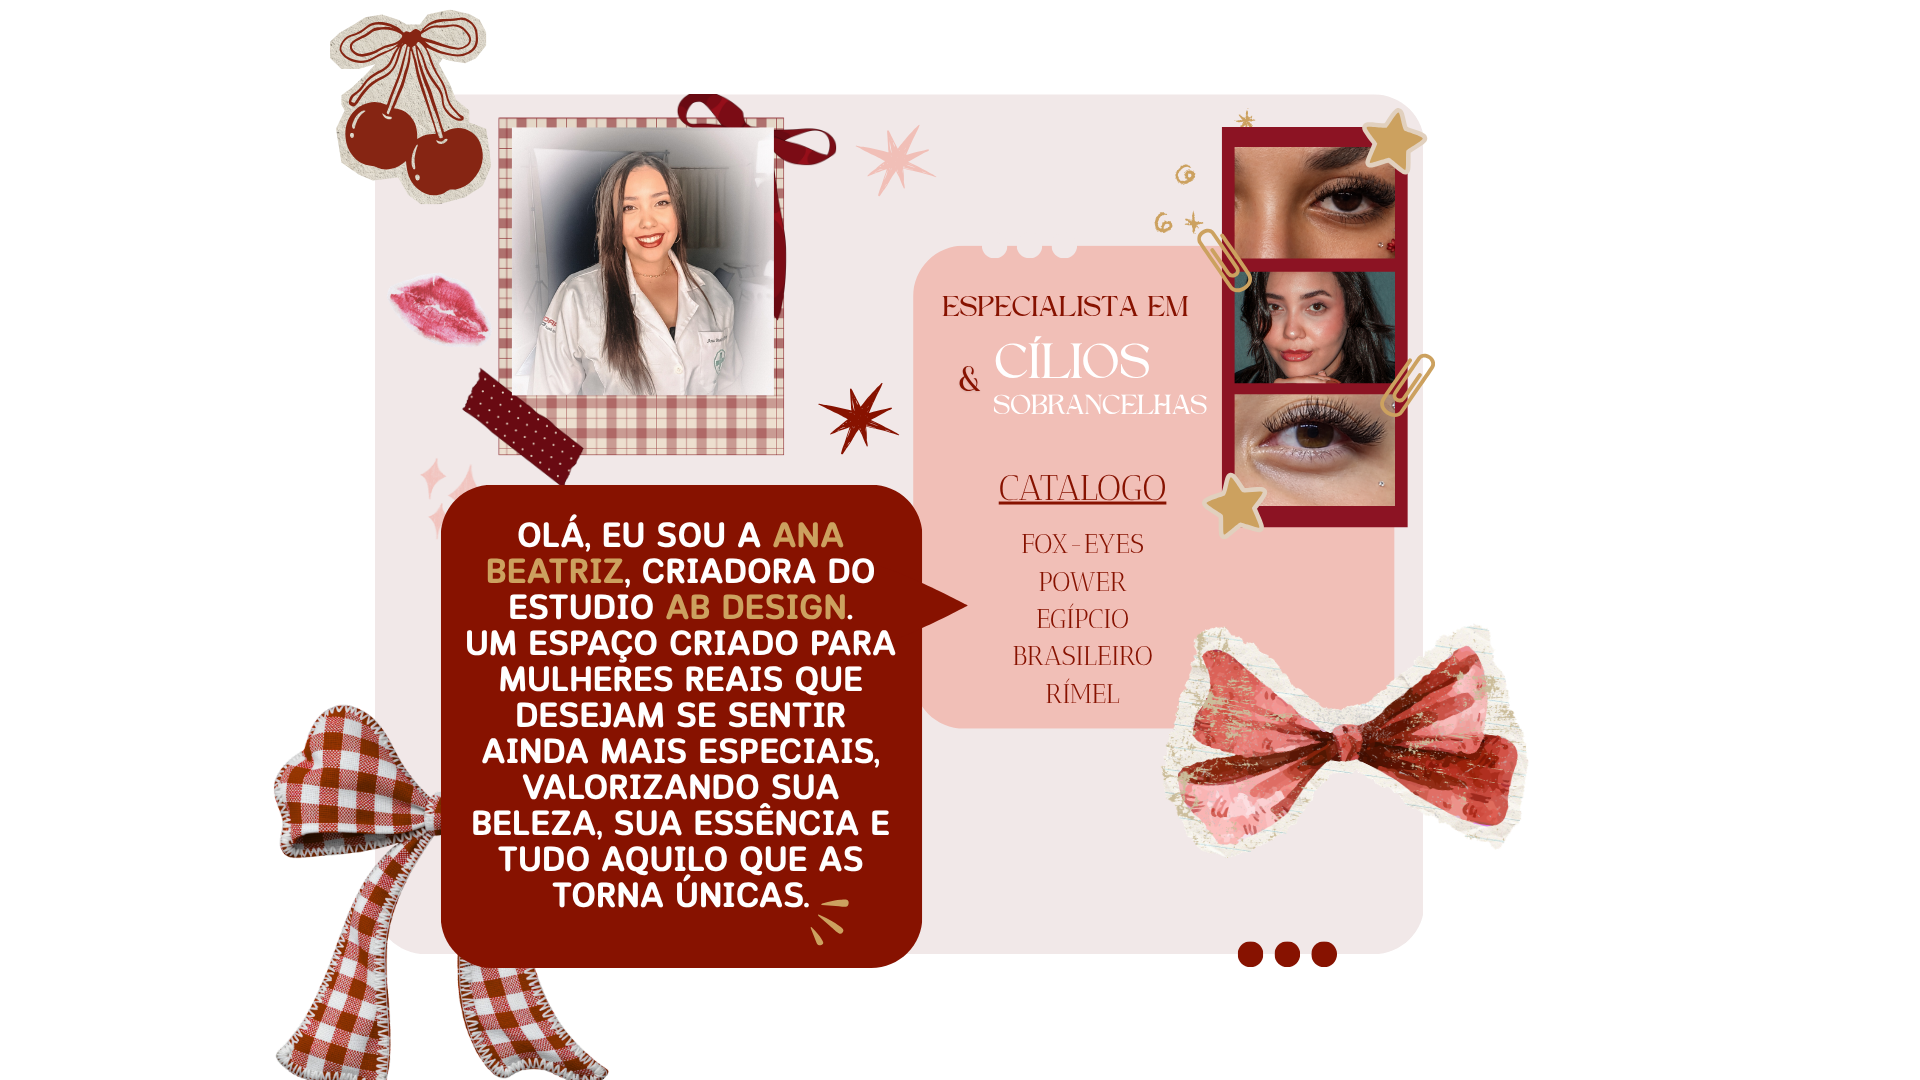 OLÁ, EU SOU A ANA
BEATRIZ, CRIADORA DO
ESTUDIO AB DESIGN.
UM ESPAÇO CRIADO PARA
MULHERES REAIS QUE
DESEJAM SE SENTIR
AINDA MAIS ESPECIAIS,
VALORIZANDO SUA
BELEZA, SUA ESSÊNCIA E
TUDO AQUILO QUE AS
TORNA ÚNICAS.
ESPECIALISTA EM
CÍLIOS
& SOBRANCELHAS
CATALOGO
FOX-EYES
POWER
EGÍPCIO
BRASILEIRO
RÍMEL